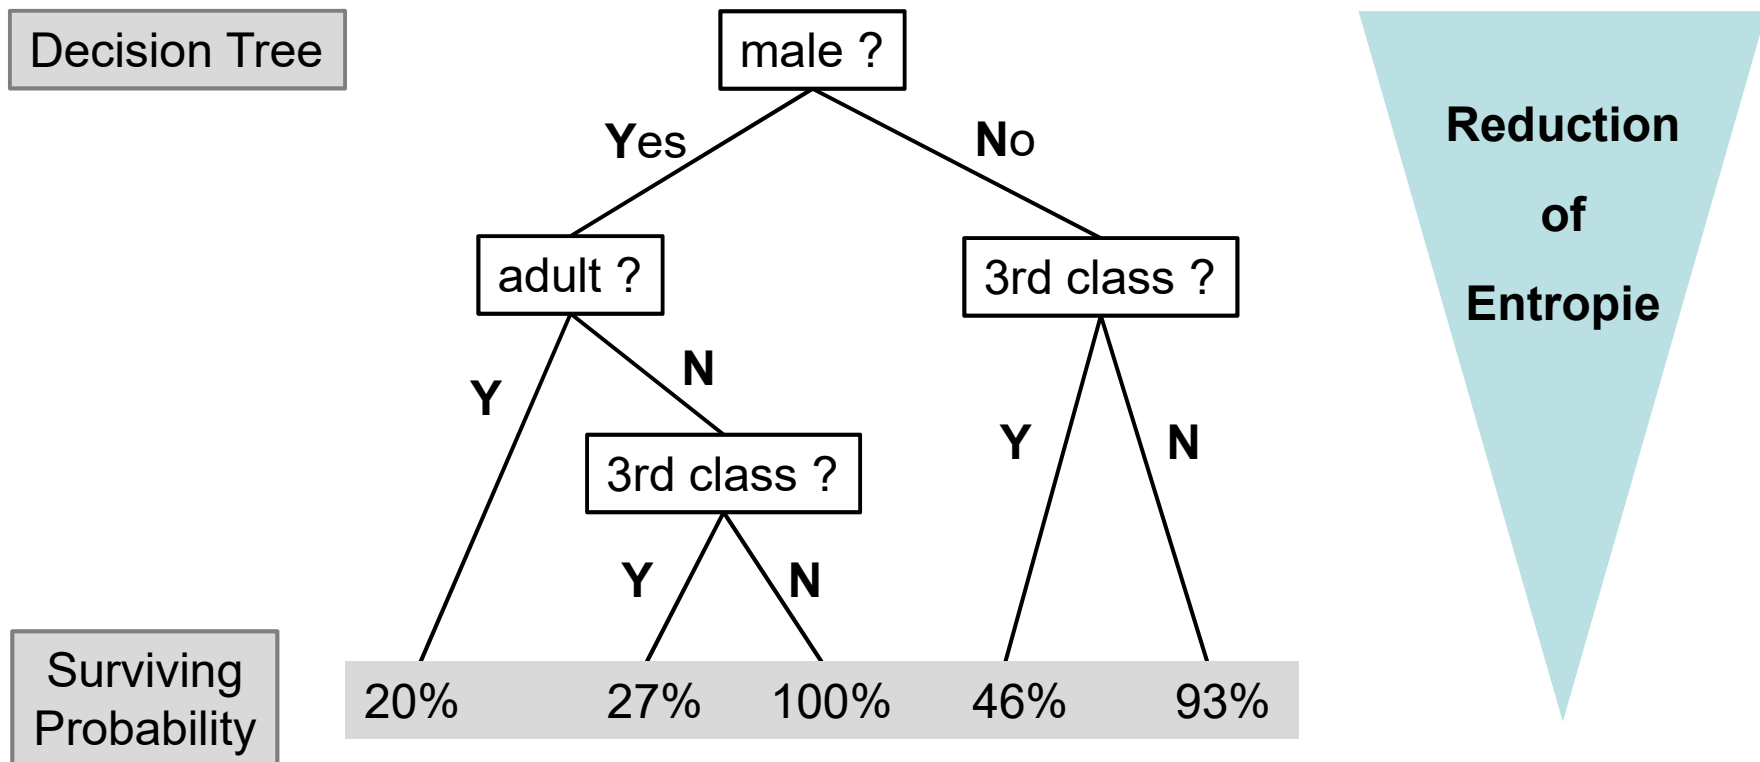 Decision Tree
male ?
Reduction
of
Entropie
Yes
No
adult ?
3rd class ?
Y
N
Y
N
3rd class ?
Y
N
Surviving
Probability
20%
27%
100%
46%
93%